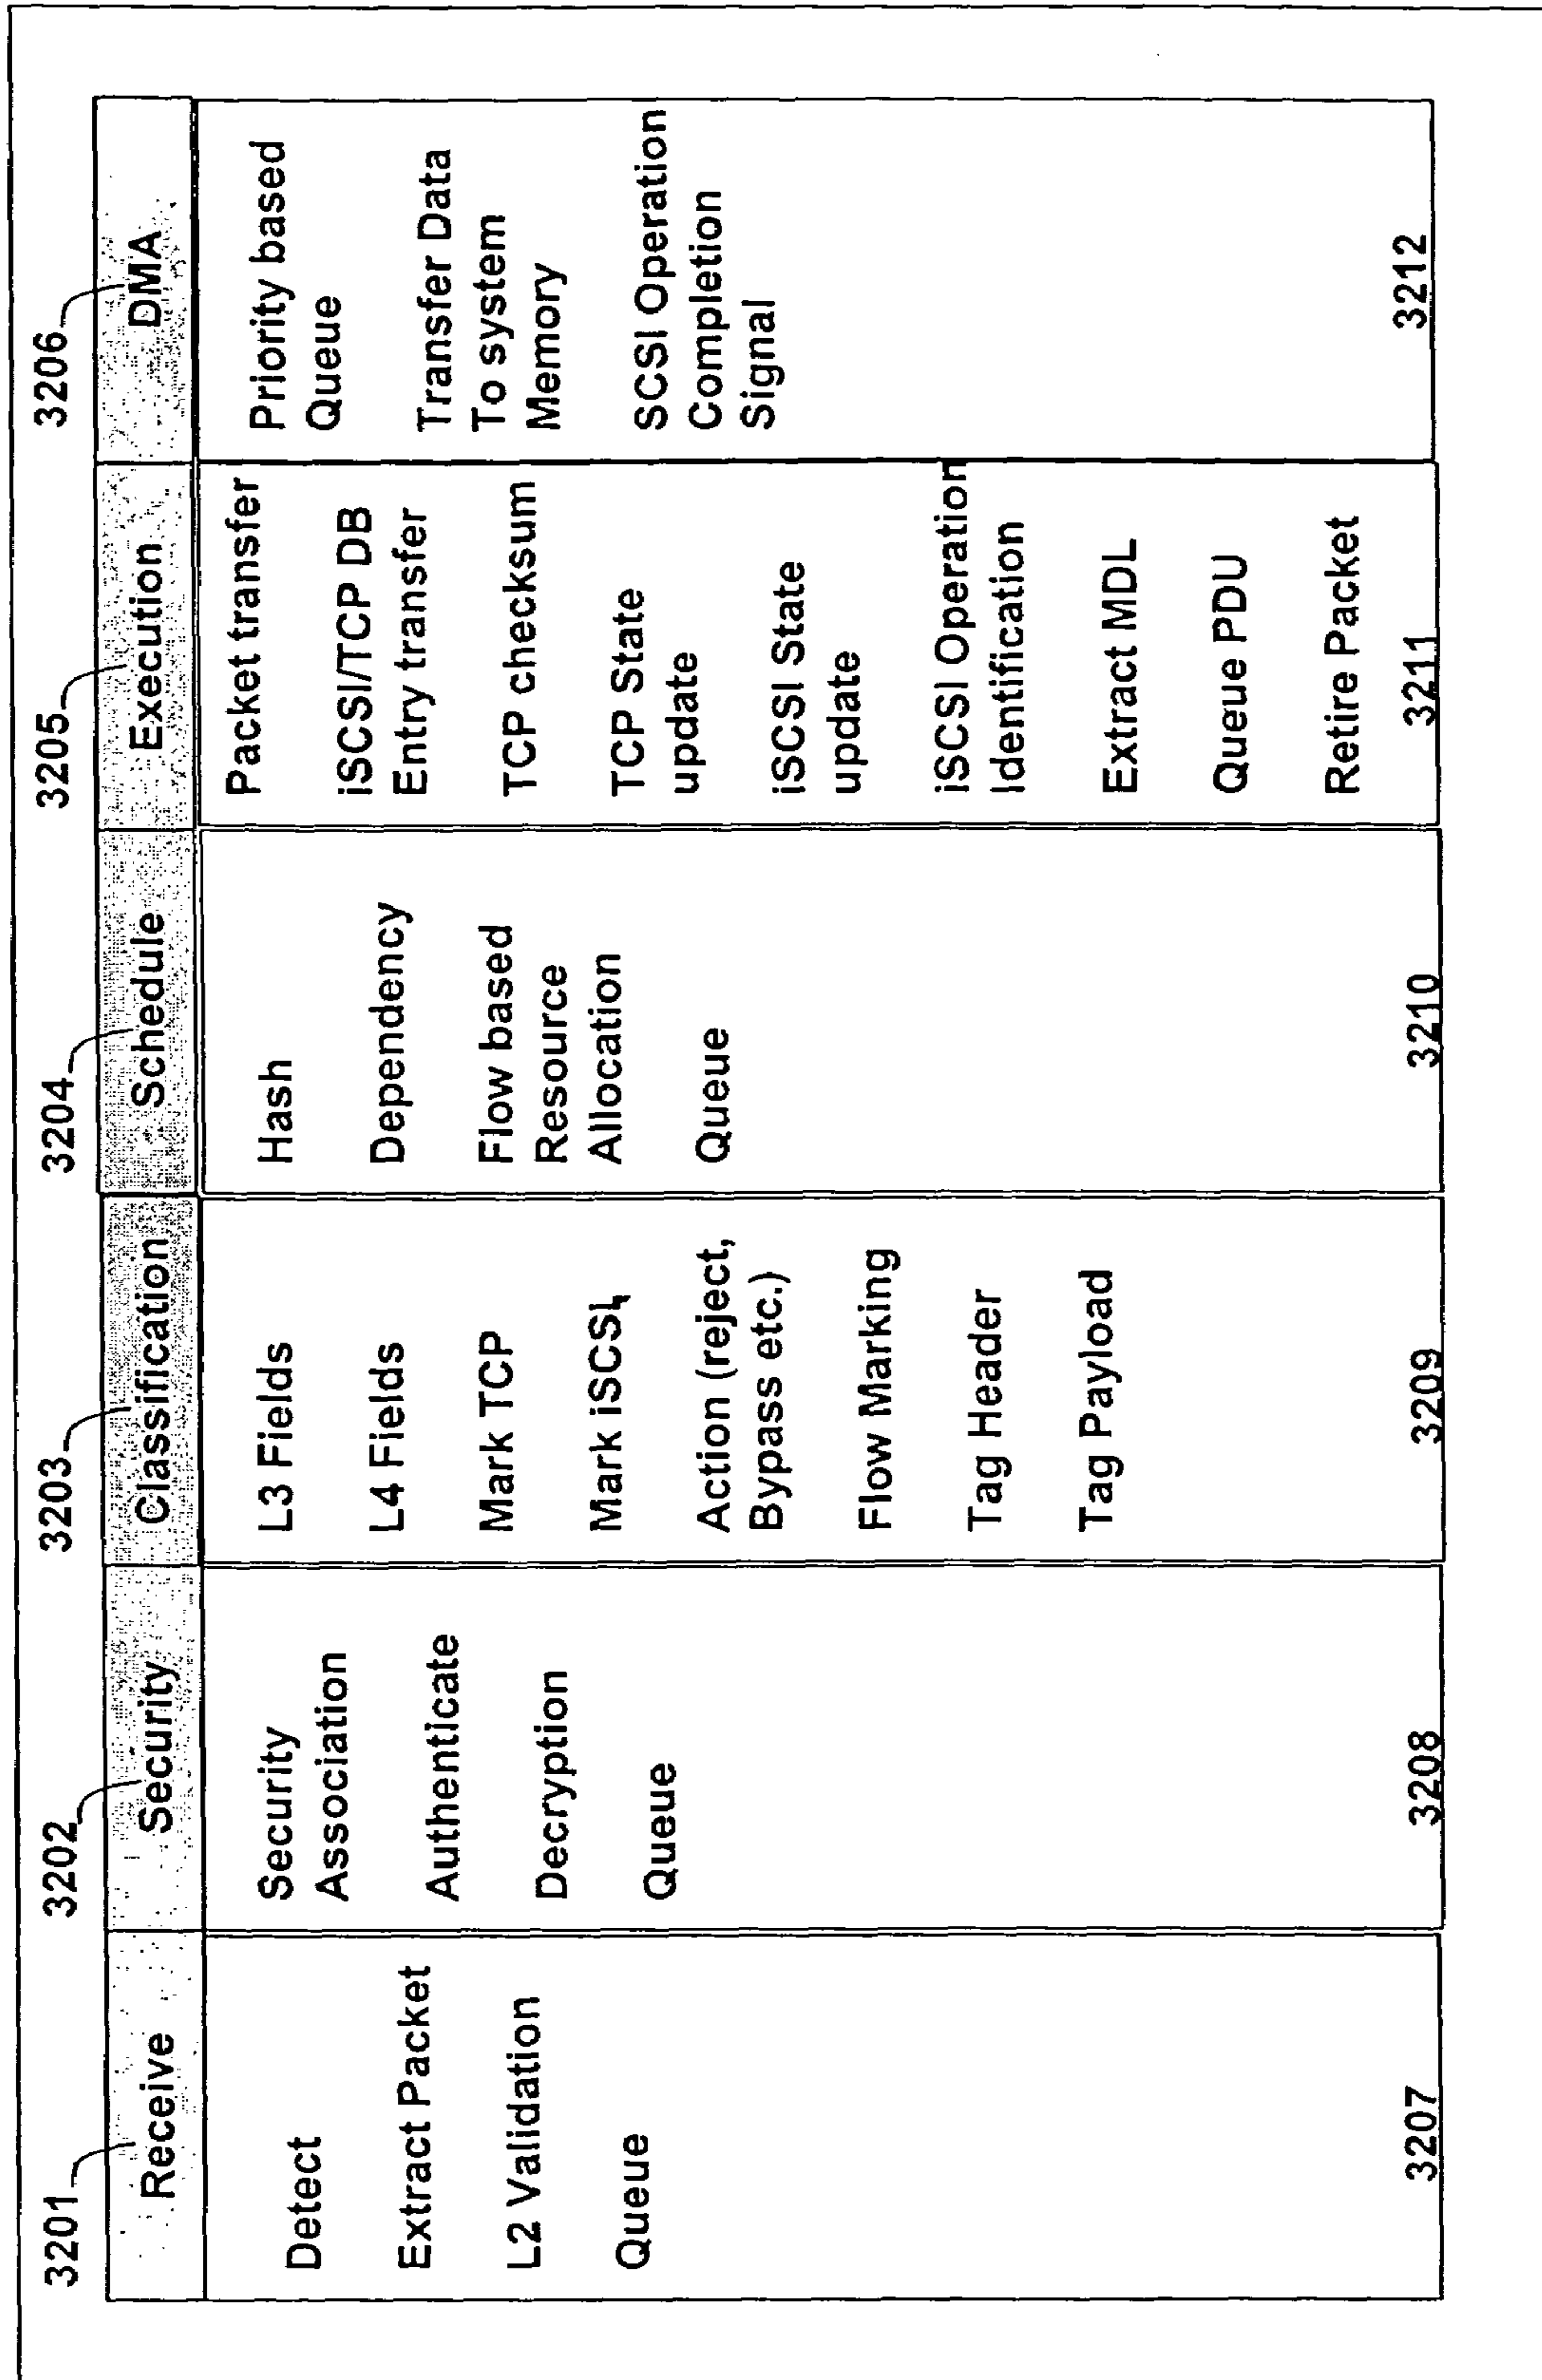 3201
3202
3203
3204
3205
3206
Receive
Security
Classification
Schedule
Execution
DMA
Detect
Extract Packet
L2 Validation
Queue
3207
Security
Association
Authenticate
Decryption
Queue
3208
L3 Fields
L4 Fields
Mark TCP
Mark iSCSI,
Action (reject,
Bypass etc.)
Flow Marking
Tag Header
Tag Payload
3209
Hash
Dependency
Flow based
Resource
Allocation
Queue
3210
Packet transfer
iSCSI/TCP DB
Entry transfer
TCP checksum
TCP State
update
iSCSI State
update
iSCSI Operation
Identification
Extract MDL
Queue PDU
Retire Packet
3211
Priority based
Queue
Transfer Data
To system
Memory
SCSI Operation
Completion
Signal
3212